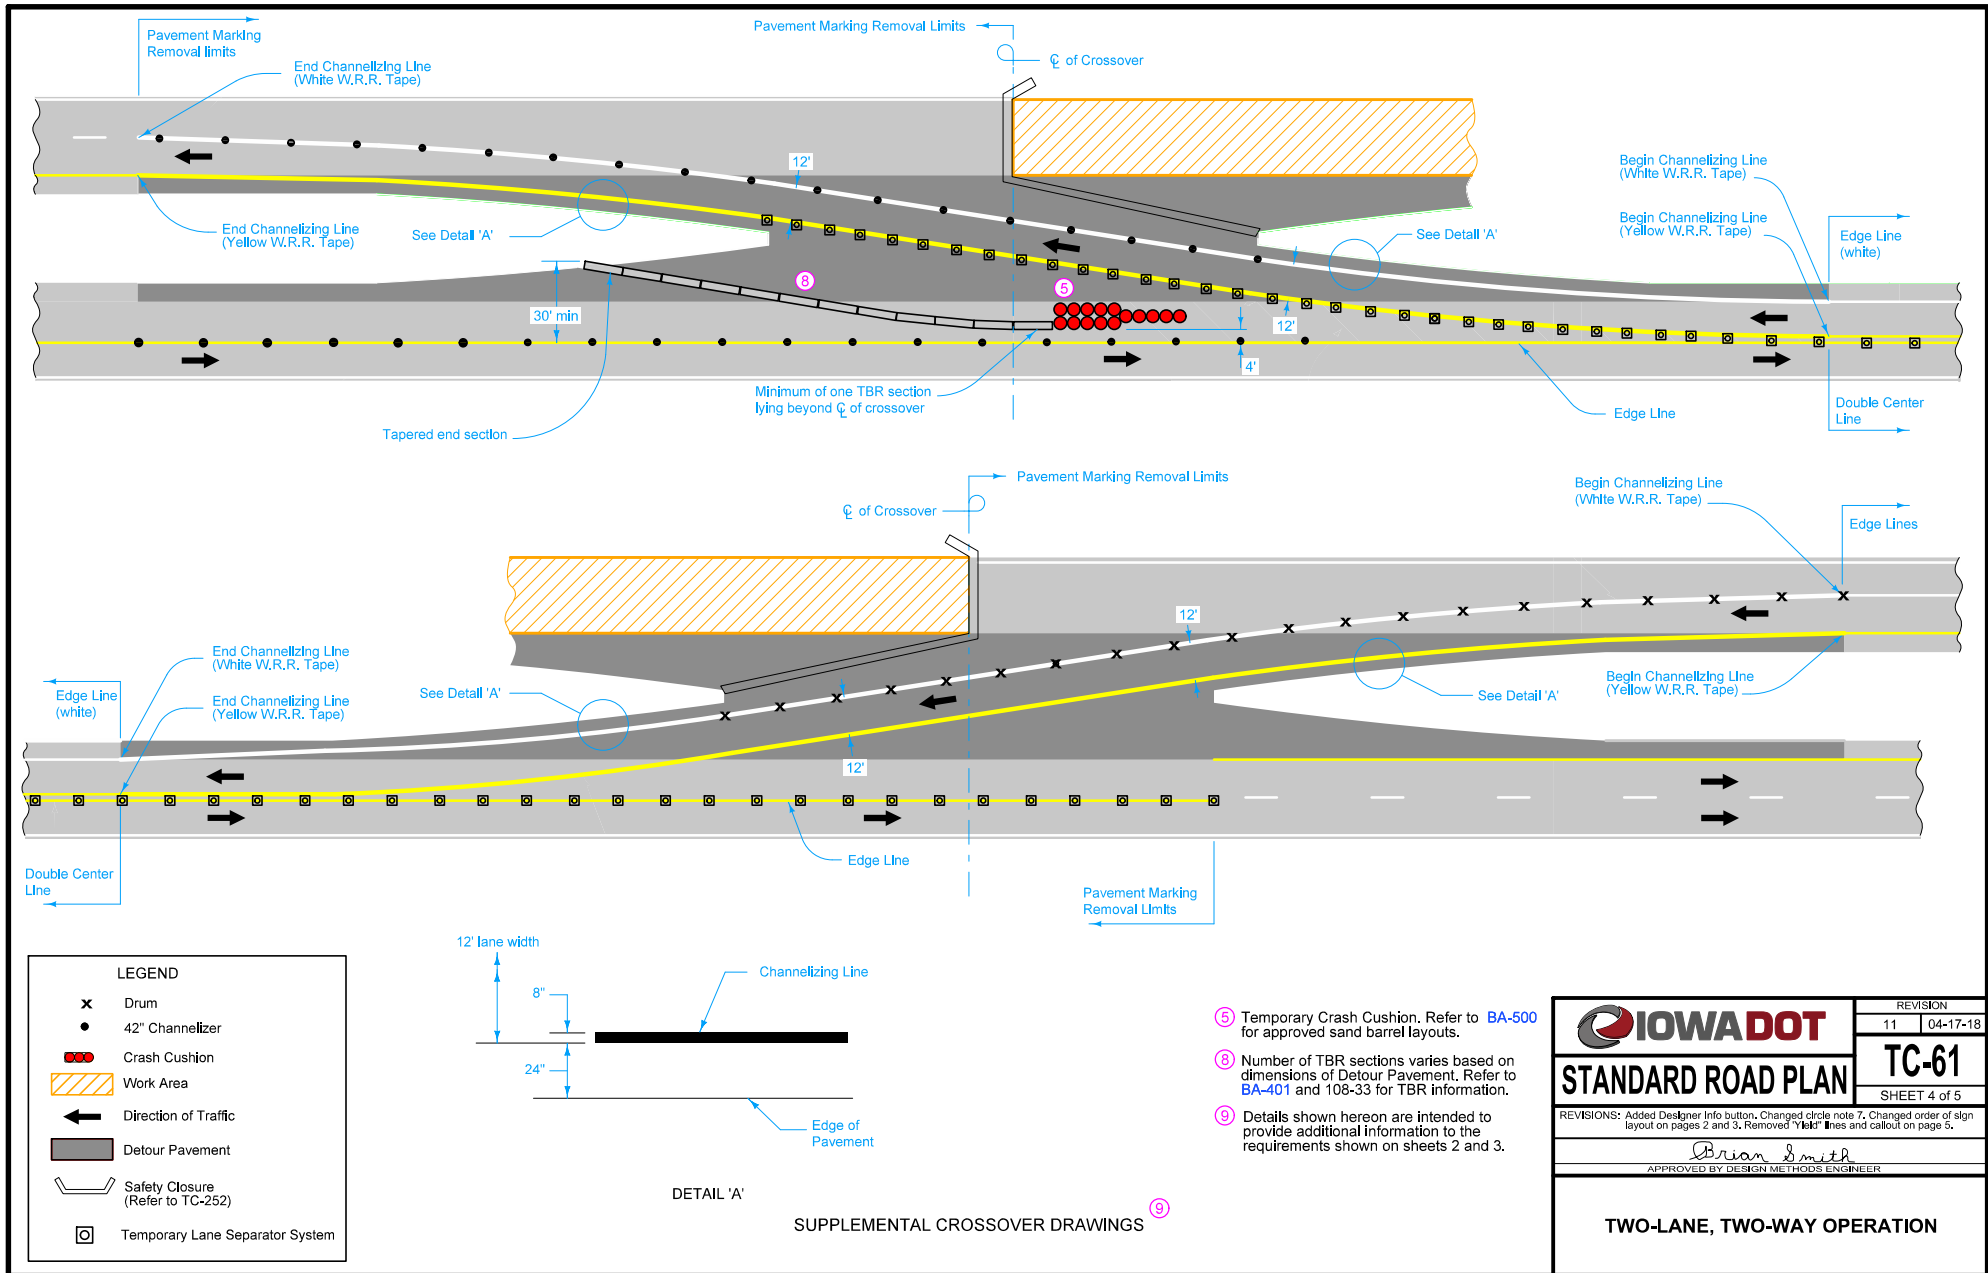 Pavement Marking
Removal limits
End Channelizing Line
(White W.R.R. Tape)
Pavement Marking Removal Limits
℄ of Crossover
12'
Begin Channelizing Line
(White W.R.R. Tape)
Begin Channelizing Line
(Yellow W.R.R. Tape)
Edge Line
(white)
End Channelizing Line
(Yellow W.R.R. Tape)
See Detail 'A'
See Detail 'A'
8
5
30' min
12'
4'
Minimum of one TBR section
lying beyond ℄ of crossover
Tapered end section
Edge Line
Double Center
Line
Pavement Marking Removal Limits
℄ of Crossover
Begin Channelizing Line
(White W.R.R. Tape)
Edge Lines
12'
End Channelizing Line
(White W.R.R. Tape)
Edge Line
(white)
End Channelizing Line
(Yellow W.R.R. Tape)
See Detail 'A'
See Detail 'A'
Begin Channelizing Line
(Yellow W.R.R. Tape)
12'
Edge Line
Double Center
Line
Pavement Marking
Removal Limits
LEGEND
x Drum
42" Channelizer
Crash Cushion
Work Area
Direction of Traffic
Detour Pavement
Safety Closure
(Refer to TC-252)
Temporary Lane Separator System
12' lane width
8"
Channelizing Line
24"
Edge of
Pavement
DETAIL 'A'
SUPPLEMENTAL CROSSOVER DRAWINGS 9
5 Temporary Crash Cushion. Refer to BA-500
for approved sand barrel layouts.
8 Number of TBR sections varies based on
dimensions of Detour Pavement. Refer to
BA-401 and 108-33 for TBR information.
9 Details shown hereon are intended to
provide additional information to the
requirements shown on sheets 2 and 3.
IOWADOT
REVISION
11 04-17-18
STANDARD ROAD PLAN
TC-61
SHEET 4 of 5
REVISIONS: Added Designer Info button. Changed circle note 7. Changed order of sign
layout on pages 2 and 3. Removed "Yield" lines and callout on page 5.
Brian Smith
APPROVED BY DESIGN METHODS ENGINEER
TWO-LANE, TWO-WAY OPERATION